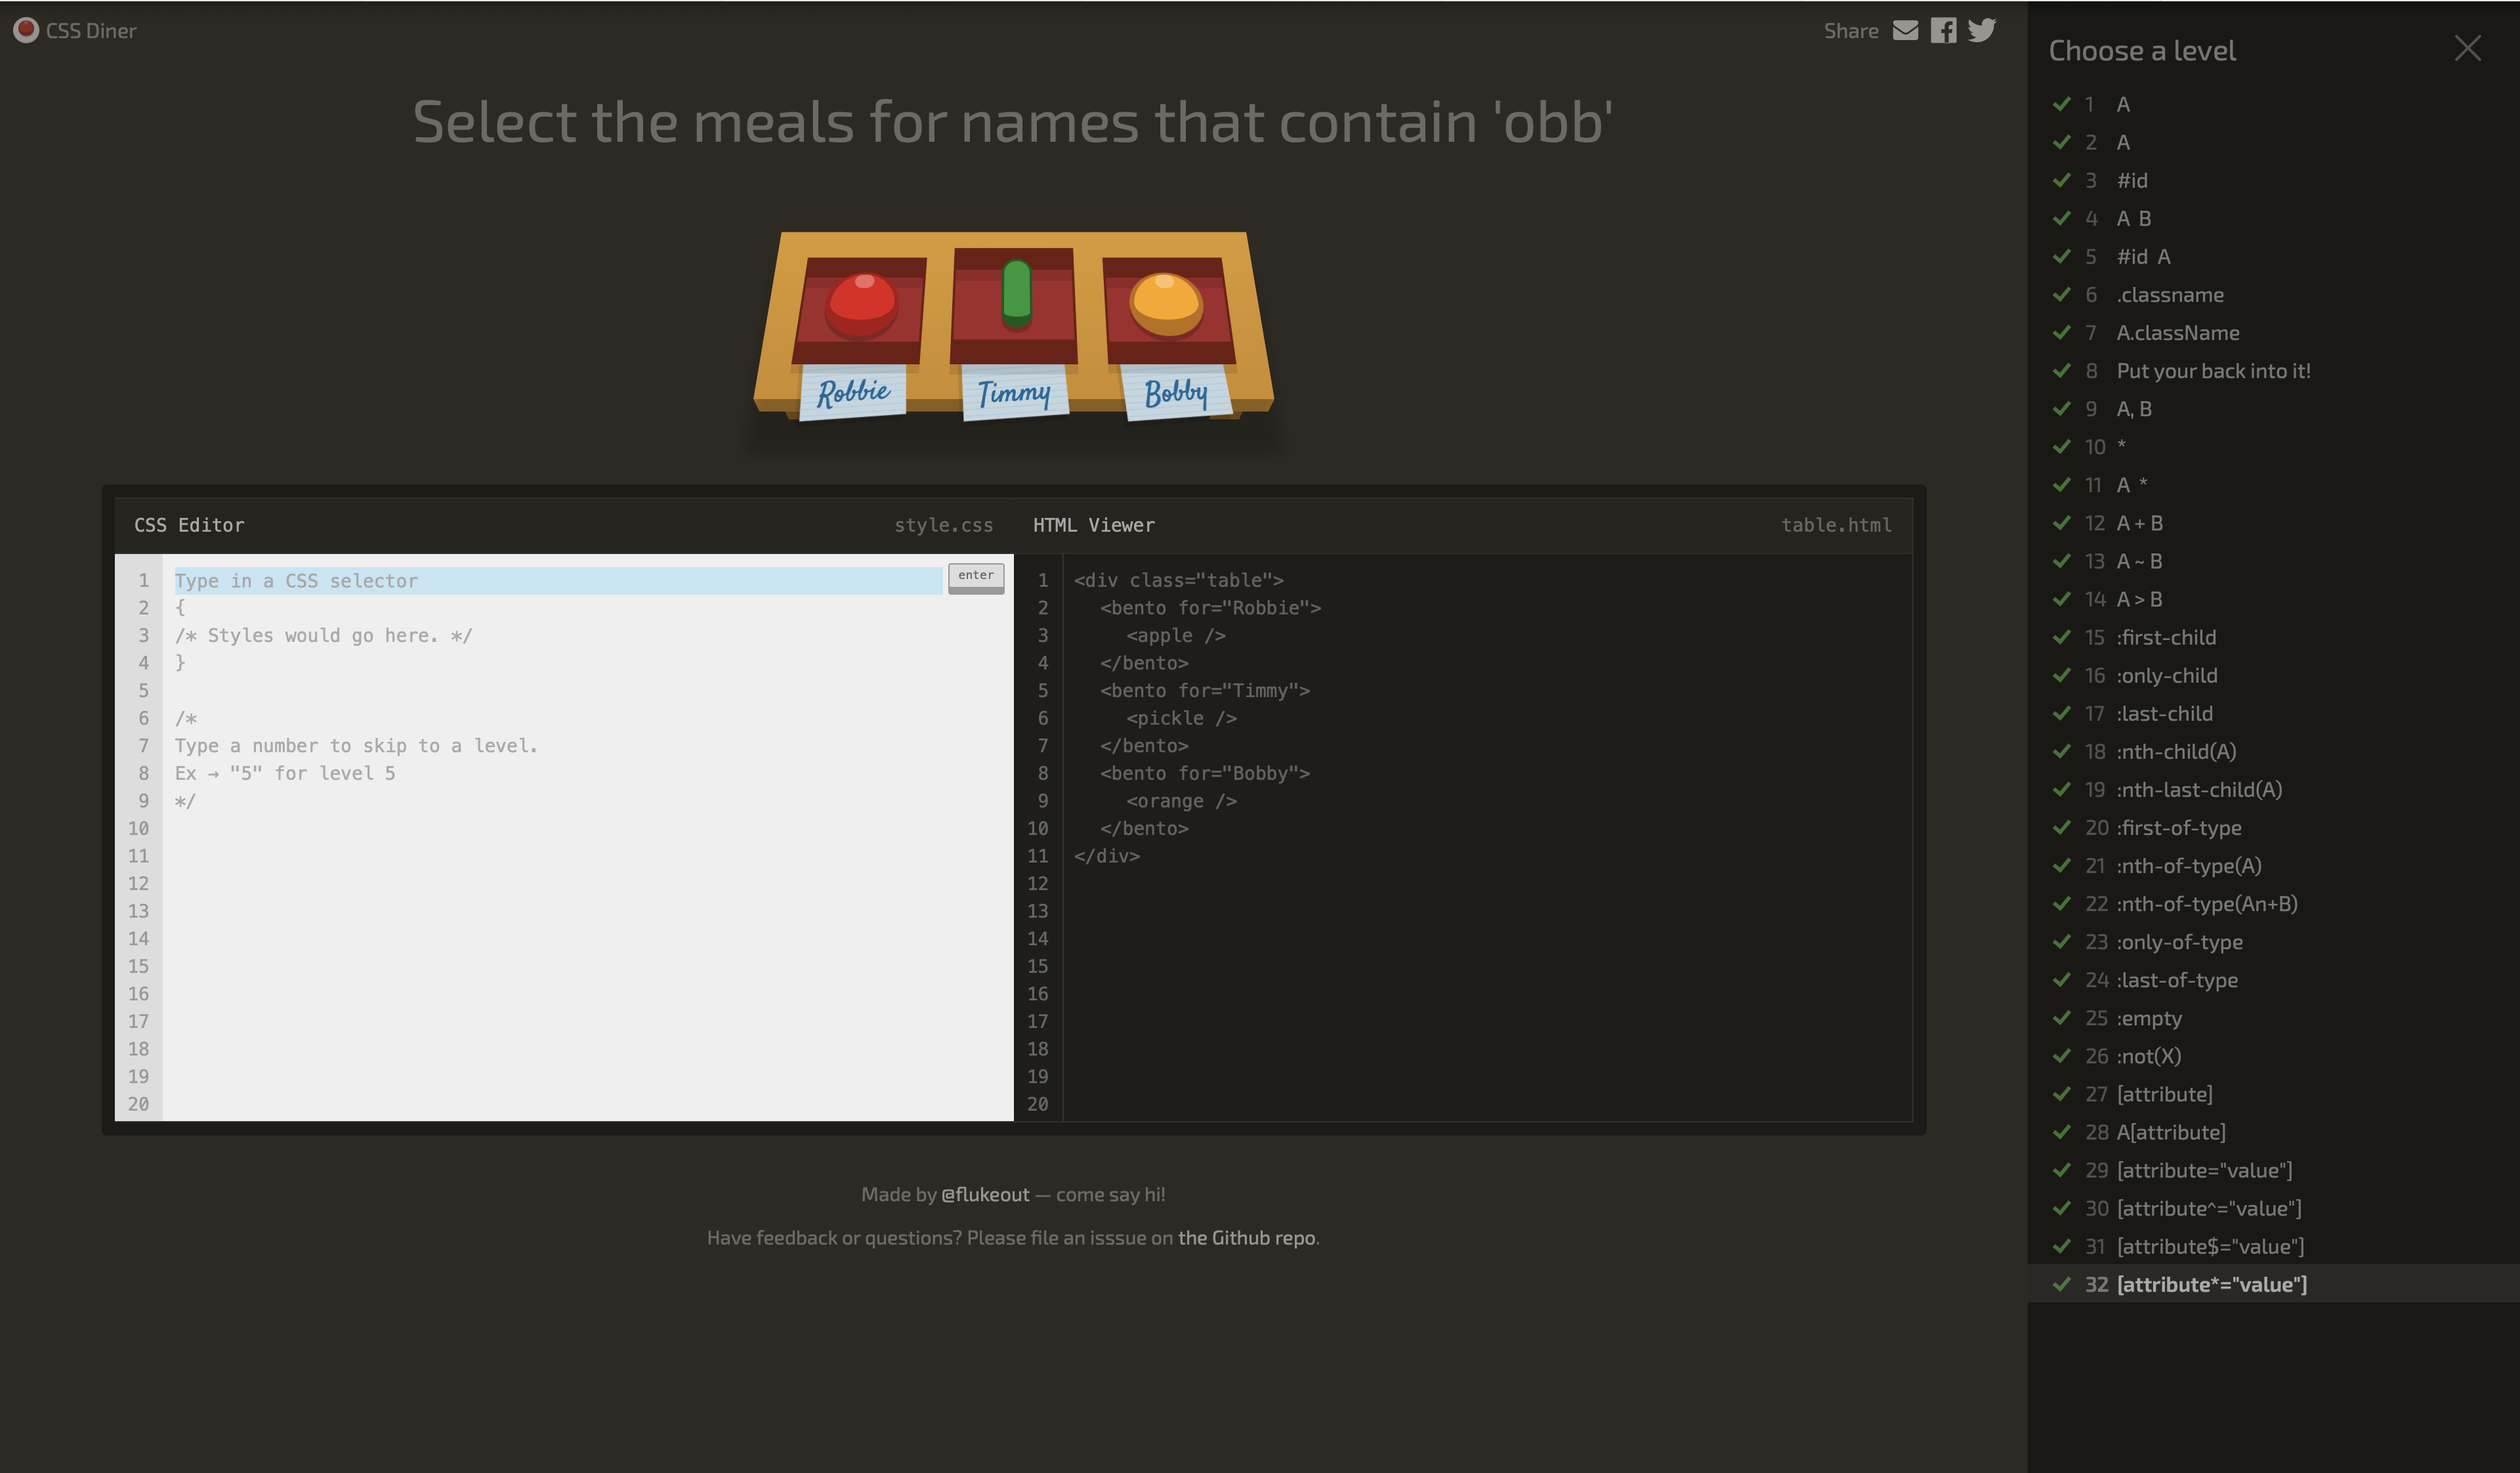 CSS Diner
Share
Select the meals for names that contain 'obb'
Robbie
Timmy
Bobby
CSS Editor
style.css
1 Type in a CSS selector
enter
2 {
3 /* Styles would go here. */
4 }
5
6 /*
7 Type a number to skip to a level.
8 Ex → "5" for level 5
9 */
10
11
12
13
14
15
16
17
18
19
20
HTML Viewer
table.html
1 <div class="table">
2 <bento for="Robbie">
3 <apple />
4 </bento>
5 <bento for="Timmy">
6 <pickle />
7 </bento>
8 <bento for="Bobby">
9 <orange />
10 </bento>
11 </div>
12
13
14
15
16
17
18
19
20
Made by @flukeout — come say hi!
Have feedback or questions? Please file an isssue on the Github repo.
Choose a level
1 A
2 A
3 #id
4 A B
5 #id A
6 .classname
7 A.className
8 Put your back into it!
9 A, B
10 *
11 A *
12 A + B
13 A ~ B
14 A > B
15 :first-child
16 :only-child
17 :last-child
18 :nth-child(A)
19 :nth-last-child(A)
20 :first-of-type
21 :nth-of-type(A)
22 :nth-of-type(An+B)
23 :only-of-type
24 :last-of-type
25 :empty
26 :not(X)
27 [attribute]
28 A[attribute]
29 [attribute="value"]
30 [attribute^="value"]
31 [attribute$="value"]
32 [attribute*="value"]